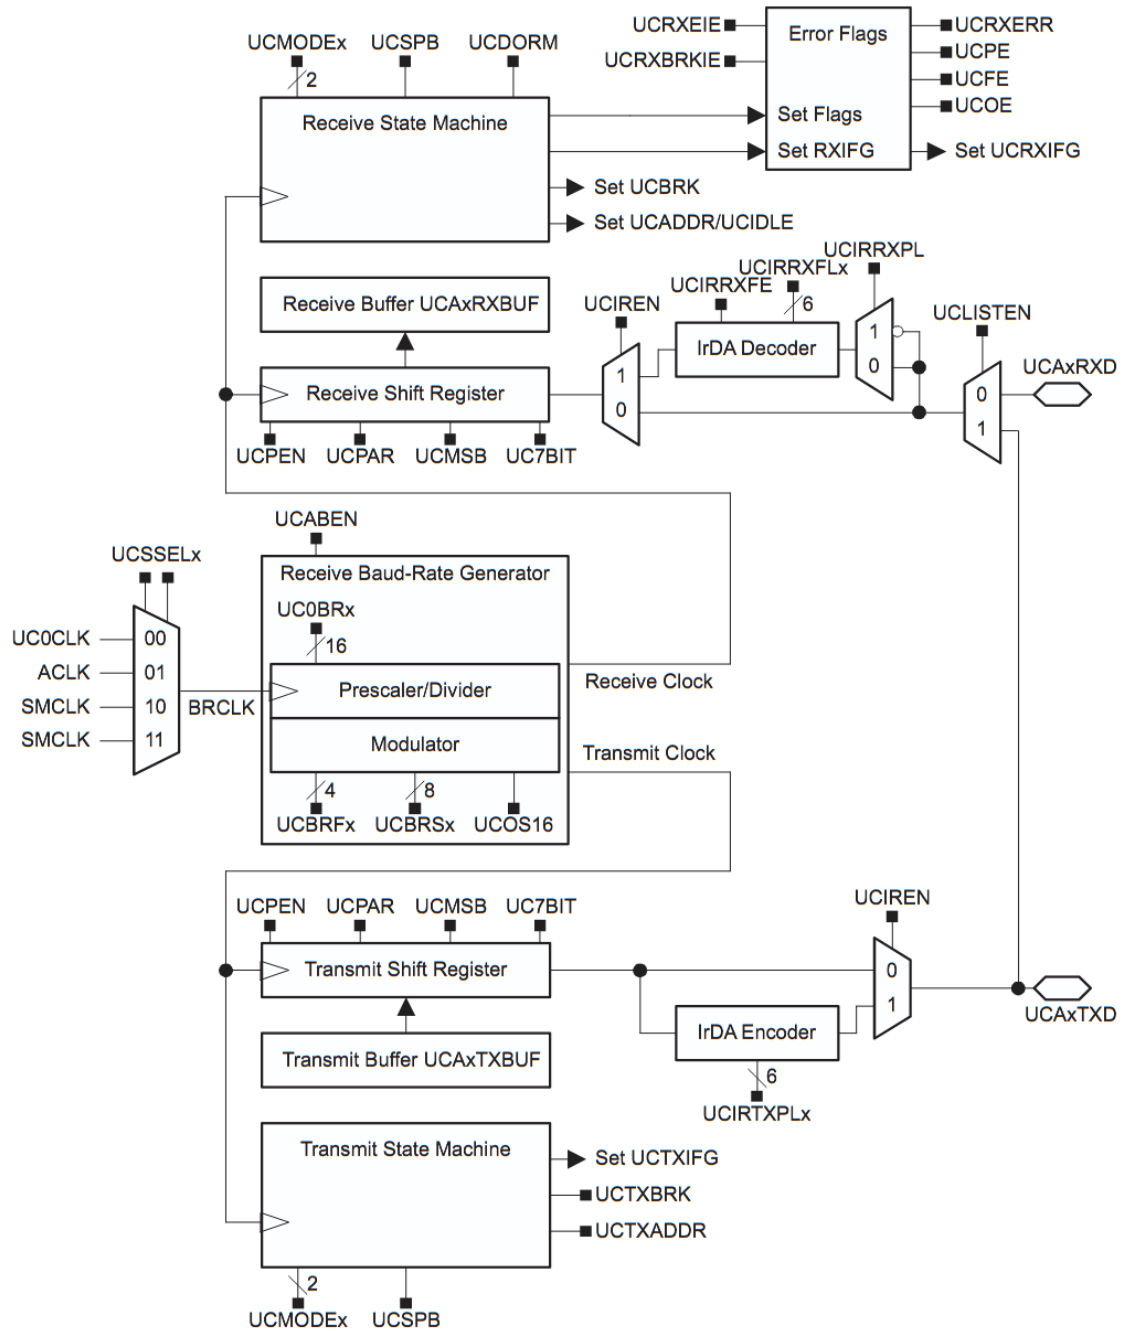 UCMODEx
UCSPB
UCDORM
2
Receive State Machine
UCRXEIE
UCRXBRKIE
Error Flags
Set Flags
Set RXIFG
UCRXERR
UCPE
UCFE
UCOE
Set UCRXIFG
Set UCBRK
Set UCADDR/UCIDLE
Receive Buffer UCAxRXBUF
Receive Shift Register
UCPEN
UCPAR
UCMSB
UC7BIT
UCIREN
1
0
UCIRRXFE
UCIRRXFLx
6
IrDA Decoder
UCIRRXPL
1
0
UCLISTEN
0
1
UCAxRXD
UCABEN
Receive Baud-Rate Generator
UC0BRx
16
Prescaler/Divider
Modulator
4
8
UCBRFx
UCBRSx
UCOS16
UCSSELx
UC0CLK
00
ACLK
01
SMCLK
10
SMCLK
11
BRCLK
Receive Clock
Transmit Clock
UCPEN
UCPAR
UCMSB
UC7BIT
Transmit Shift Register
Transmit Buffer UCAxTXBUF
UCIREN
0
1
IrDA Encoder
6
UCIRTXPLx
UCAxTXD
Transmit State Machine
Set UCTXIFG
UCTXBRK
UCTXADDR
2
UCMODEx
UCSPB